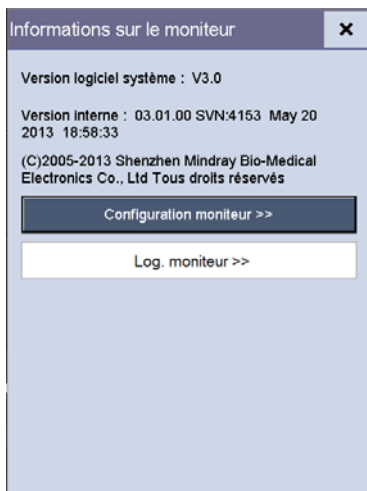 Informations sur le moniteur
Version logiciel système : V3.0
Version interne : 03.01.00 SVN:4153 May 20
2013 18:58:33
(C)2005-2013 Shenzhen Mindray Bio-Medical
Electronics Co., Ltd Tous droits réservés
Configuration moniteur >>
Log. moniteur >>